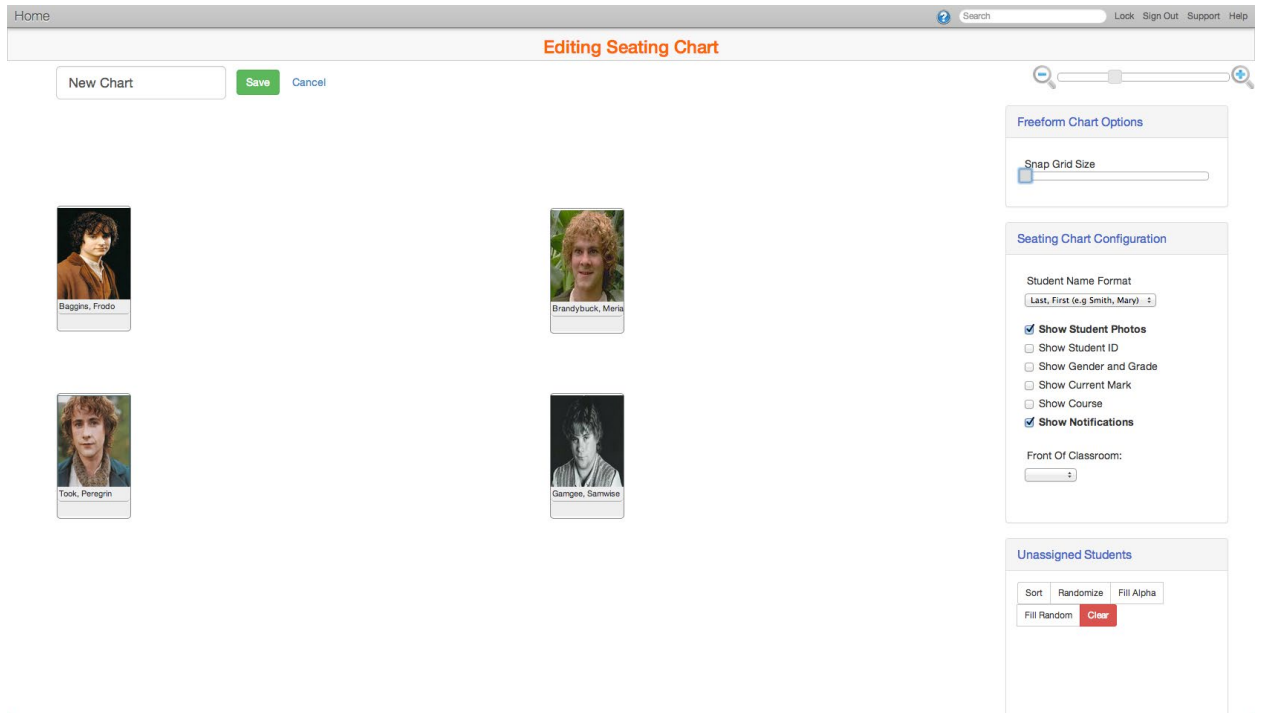 Home
Search
Lock Sign Out Support Help
Editing Seating Chart
New Chart
Save
Cancel
Freeform Chart Options
Snap Grid Size
Baggins, Frodo
Brandybuck, Meria
Took, Peregrin
Gamgee, Samwise
Seating Chart Configuration
Student Name Format
Last, First (e.g Smith, Mary)
Show Student Photos
Show Student ID
Show Gender and Grade
Show Current Mark
Show Course
Show Notifications
Front Of Classroom:
Unassigned Students
Sort Randomize Fill Alpha
Fill Random Clear